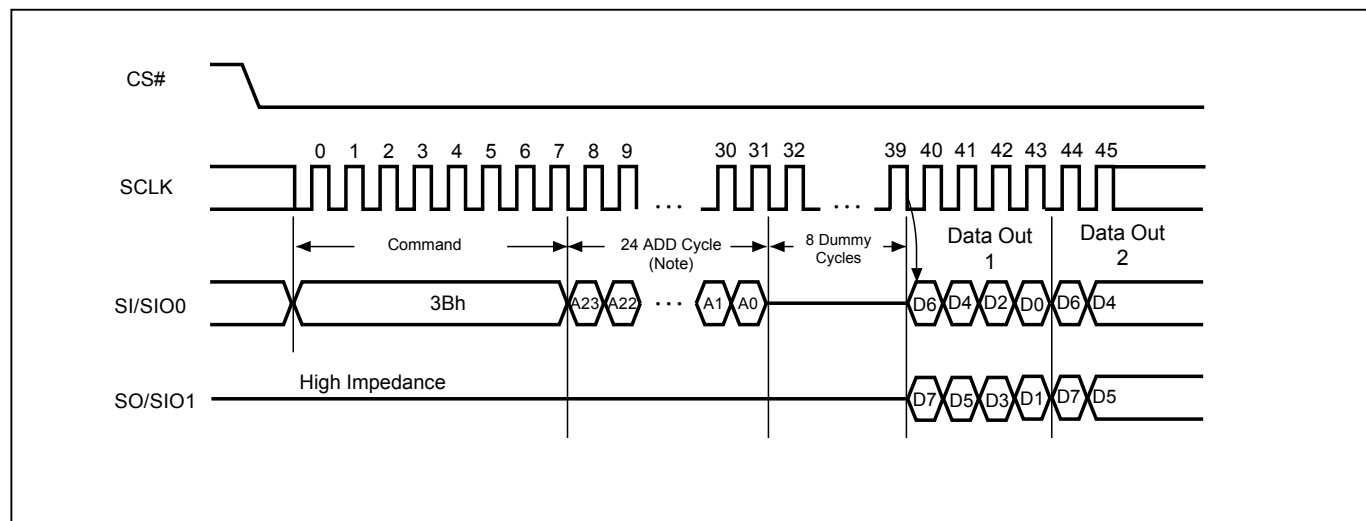 CS#
0 1 2 3 4 5 6 7 8 9 30 31 32 39 40 41 42 43 44 45
SCLK
... ...
Command
24 ADD Cycle
(Note)
8 Dummy
Cycles
Data Out
1
Data Out
2
SI/SIO0
3Bh A23 A22 ... A1 A0 D6 D4 D2 D0 D6 D4
High Impedance
SO/SIO1
D7 D5 D3 D1 D7 D5